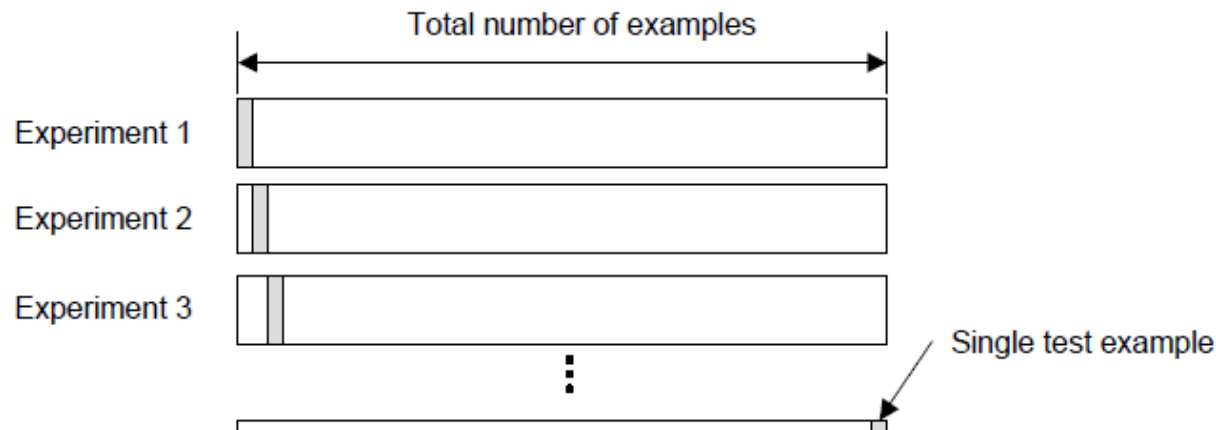 Total number of examples
Experiment 1
Experiment 2
Experiment 3
Single test example